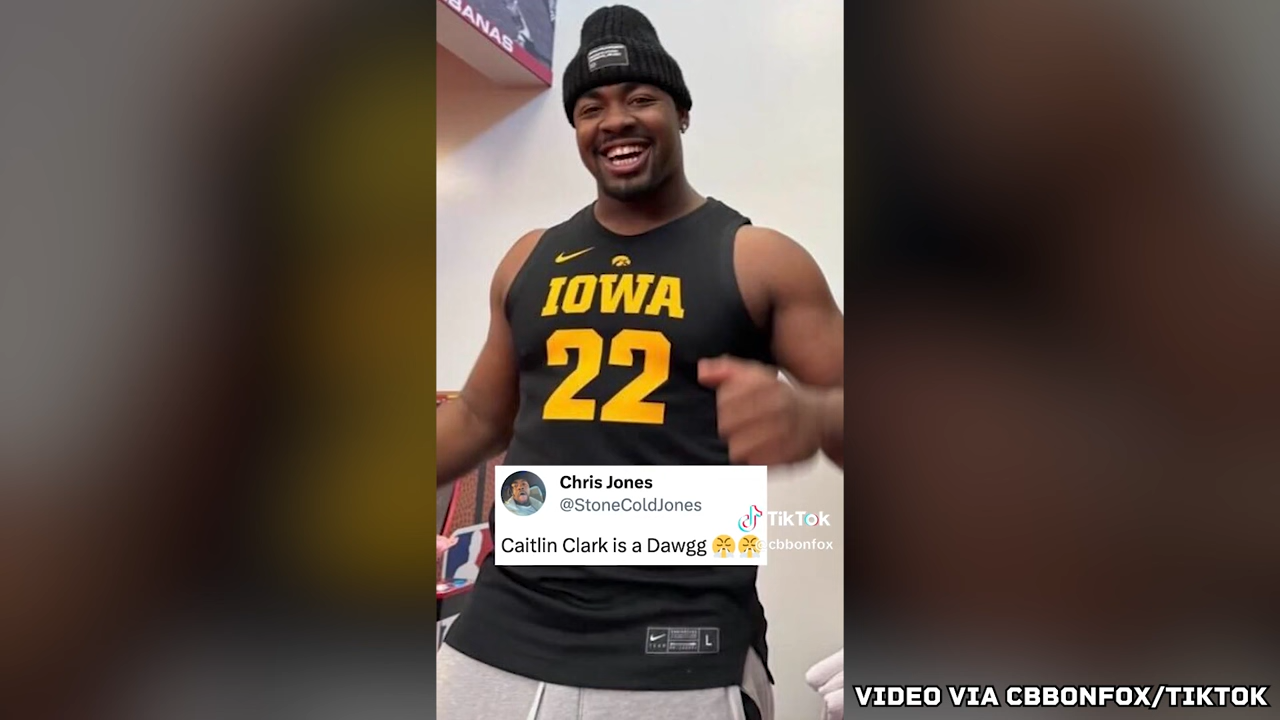 BANAS
IOWA
22
Chris Jones
@StoneColdJones
Caitlin Clark is a Dawgg 😤😤
TikTok
@cbbonfox
L
VIDEO VIA CBBONFOX/TIKTOK